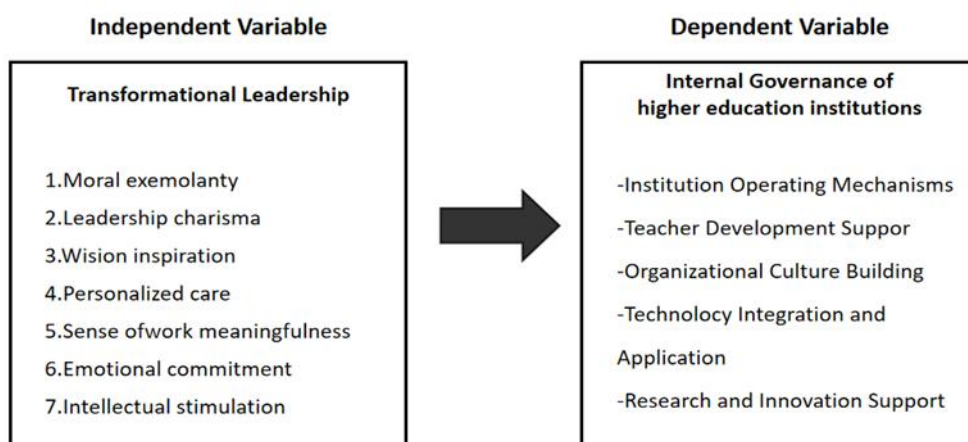 Independent Variable
Transformational Leadership
1.Moral exemolanty
2.Leadership charisma
3.Wision inspiration
4.Personalized care
5.Sense ofwork meaningfulness
6.Emotional commitment
7.Intellectual stimulation
Dependent Variable
Internal Governance of
higher education institutions
-Institution Operating Mechanisms
-Teacher Development Suppor
-Organizational Culture Building
-Technolocy Integration and
Application
-Research and Innovation Support